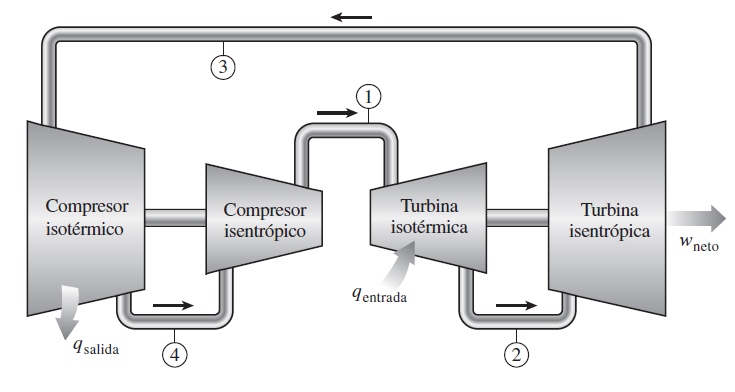 3
1
Compresor
isotérmico
Compresor
isentrópico
Turbina
isotérmica
Turbina
isentrópica
wneto
qentrada
qsalida
4
2